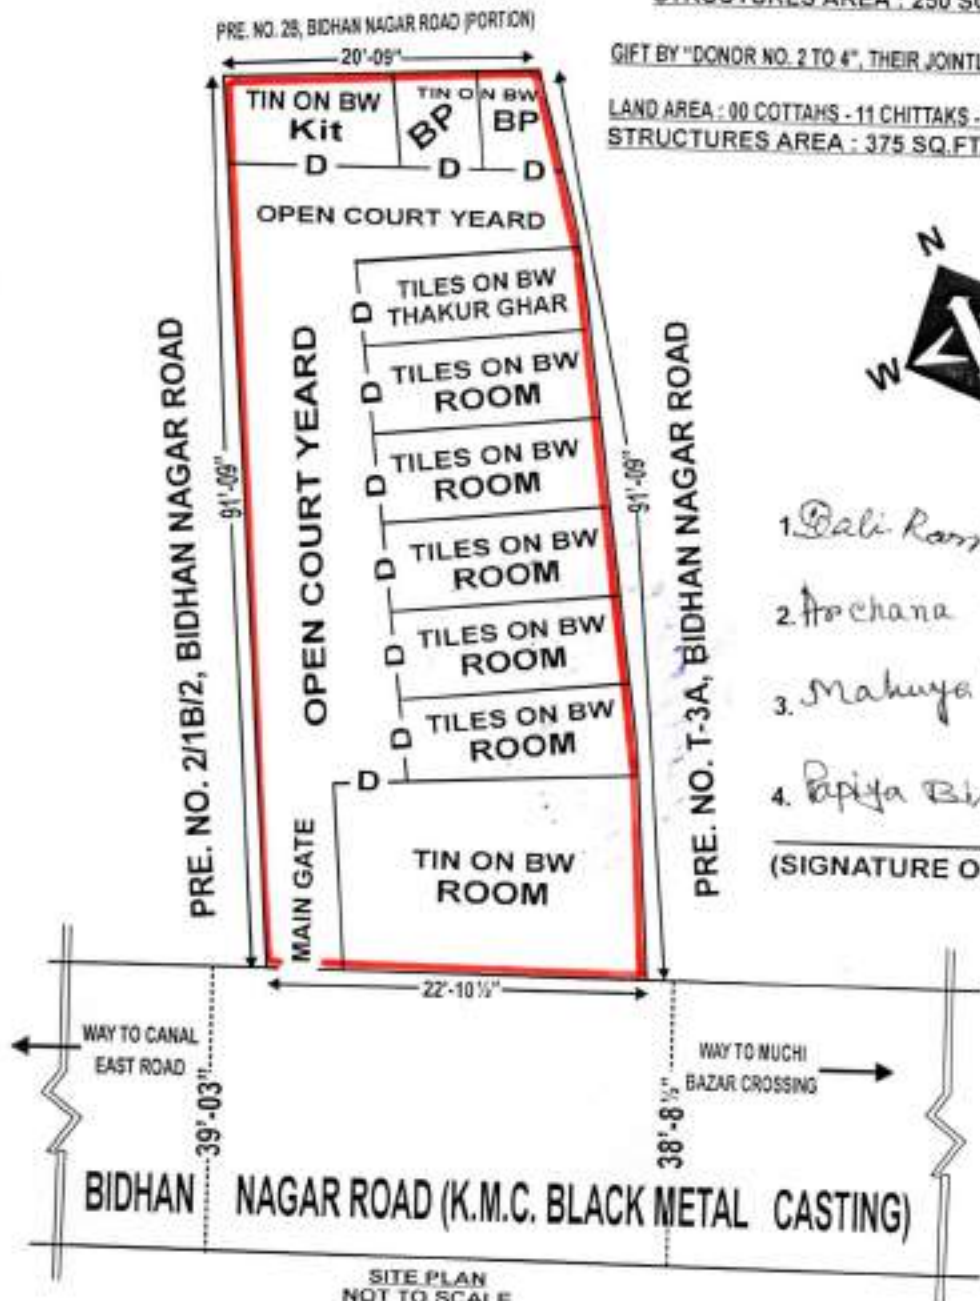 STRUCTURES AREA : 250 SQ
GIFT BY "DONOR NO. 2 TO 4", THEIR JOINTL
LAND AREA : 00 COTTAHS - 11 CHITTAKS -
STRUCTURES AREA : 375 SQ.FT
PRE. NO. 2B, BIDHAN NAGAR ROAD (PORTION)
20'-09"
TIN ON BW
Kit
TIN ON BW
BP
BP
D
D
D
OPEN COURT YEARD
N
W
TILES ON BW
THAKUR GHAR
D
TILES ON BW
ROOM
D
TILES ON BW
ROOM
D
TILES ON BW
ROOM
D
TILES ON BW
ROOM
D
TILES ON BW
ROOM
D
D
OPEN COURT YEARD
PRE. NO. 2/1B/2, BIDHAN NAGAR ROAD
91'-09"
91'-09"
PRE. NO. T-3A, BIDHAN NAGAR ROAD
1.
2. Archana
3. Mahuya
4. Papiya
(SIGNATURE O
TIN ON BW
ROOM
MAIN GATE
22'-10½"
WAY TO CANAL
EAST ROAD
39'-03"
WAY TO MUCHI
BAZAR CROSSING
38'-8½"
BIDHAN NAGAR ROAD (K.M.C. BLACK METAL CASTING)
SITE PLAN
NOT TO SCALE